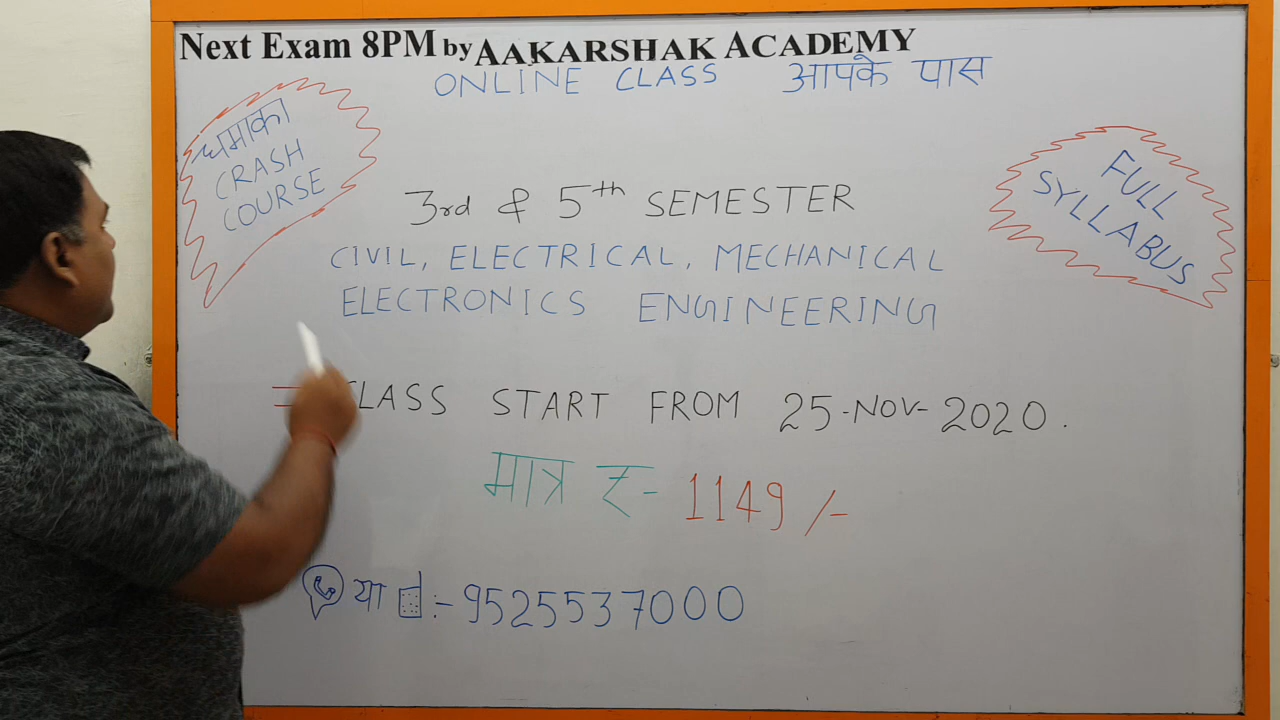 Next Exam 8PM by AAKARSHAK ACADEMY
ONLINE CLASS आपके पास
धमाका
CRASH
COURSE
FULL
SYLLABUS
3rd & 5th SEMESTER
CIVIL, ELECTRICAL, MECHANICAL
ELECTRONICS ENGINEERING
CLASS START FROM 25-NOV-2020.
मात्र ₹- 1149/-
या :- 9525537000